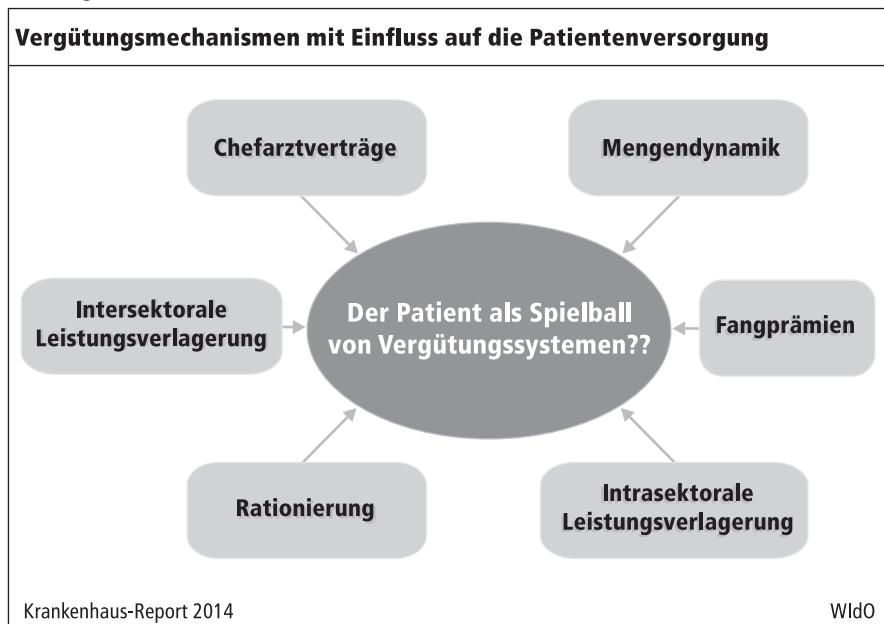 Vergütungsmechanismen mit Einfluss auf die Patientenversorgung
Chefarztverträge
Mengendynamik
Intersektorale
Leistungsverlagerung
Der Patient als Spielball
von Vergütungssystemen??
Fangprämien
Rationierung
Intrasektorale
Leistungsverlagerung
Krankenhaus-Report 2014
WIdO